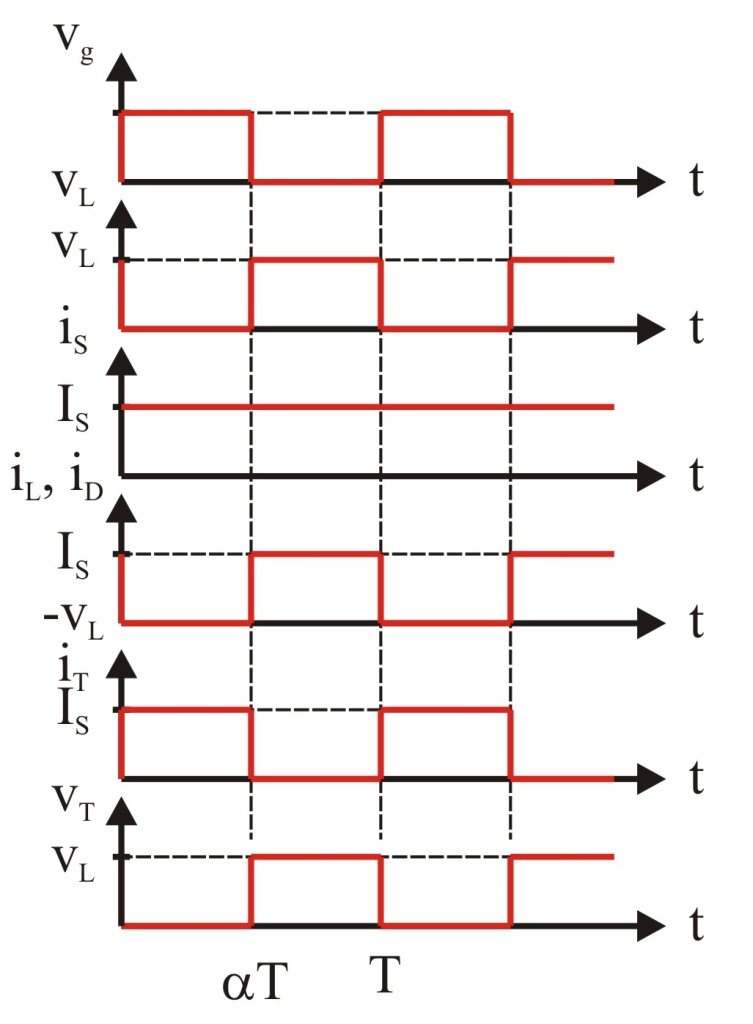 v_g
t
v_L
v_L
t
i_S
I_S
t
i_L, i_D
I_S
t
-v_L
i_T
I_S
t
v_T
v_L
t
αT T